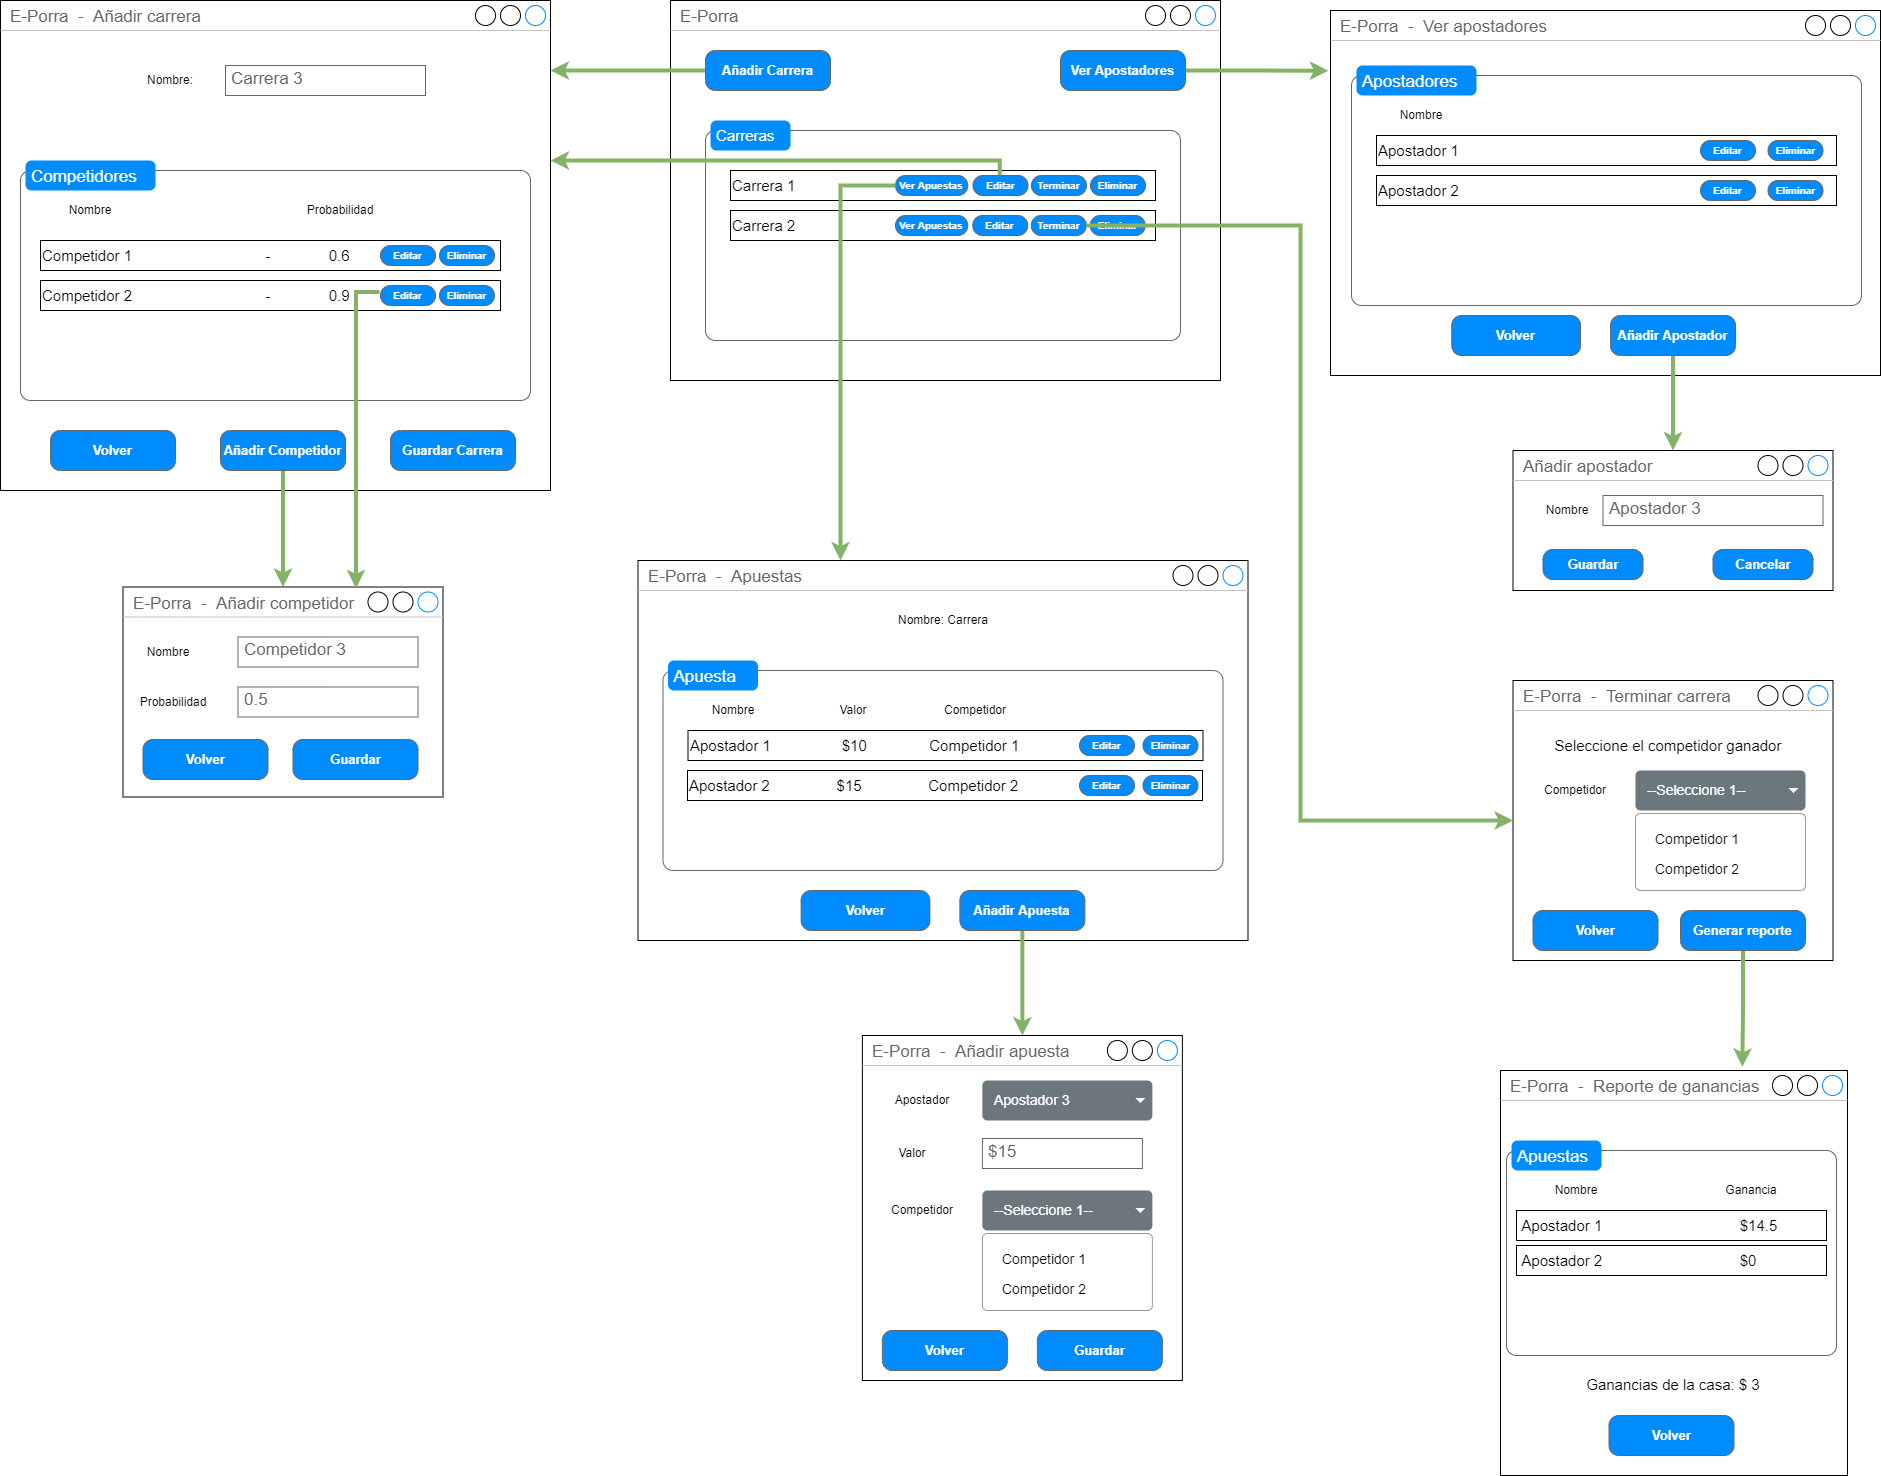 E-Porra - Añadir carrera
Nombre:
Carrera 3
Competidores
Nombre Probabilidad
Competidor 1 - 0.6 Editar Eliminar
Competidor 2 - 0.9 Editar Eliminar
Volver Añadir Competidor Guardar Carrera
E-Porra
Añadir Carrera Ver Apostadores
Carreras
Carrera 1 Ver Apuestas Editar Terminar Eliminar
Carrera 2 Ver Apuestas Editar Terminar Eliminar
E-Porra - Ver apostadores
Apostadores
Nombre
Apostador 1 Editar Eliminar
Apostador 2 Editar Eliminar
Volver Añadir Apostador
Añadir apostador
Nombre Apostador 3
Guardar Cancelar
E-Porra - Añadir competidor
Nombre Competidor 3
Probabilidad 0.5
Volver Guardar
E-Porra - Apuestas
Nombre: Carrera
Apuesta
Nombre Valor Competidor
Apostador 1 $10 Competidor 1 Editar Eliminar
Apostador 2 $15 Competidor 2 Editar Eliminar
Volver Añadir Apuesta
E-Porra - Terminar carrera
Seleccione el competidor ganador
Competidor --Seleccione 1--
Competidor 1
Competidor 2
Volver Generar reporte
E-Porra - Añadir apuesta
Apostador Apostador 3
Valor $15
Competidor --Seleccione 1--
Competidor 1
Competidor 2
Volver Guardar
E-Porra - Reporte de ganancias
Apuestas
Nombre Ganancia
Apostador 1 $14.5
Apostador 2 $0
Ganancias de la casa: $ 3
Volver